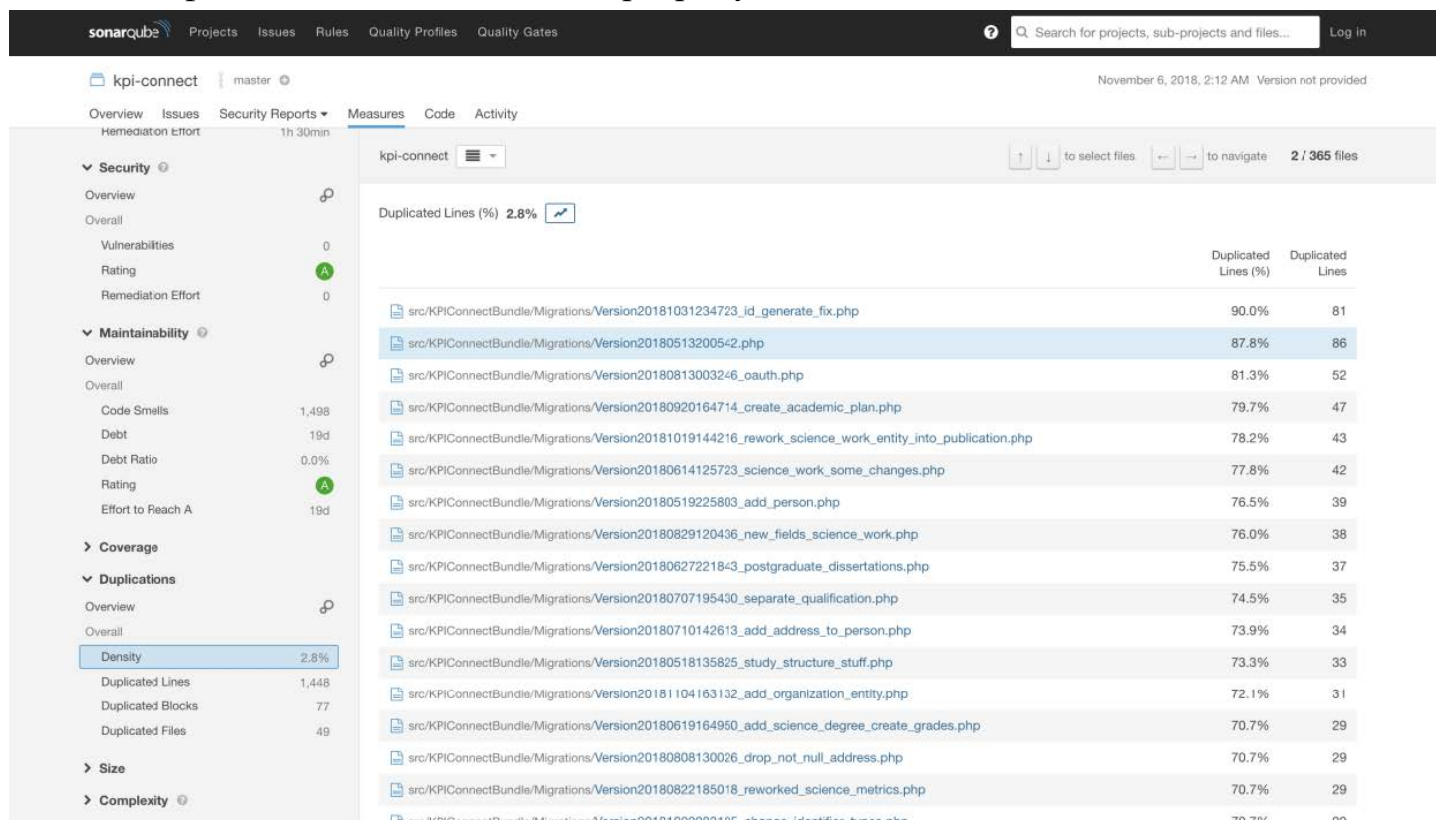 sonarqube Projects Issues Rules Quality Profiles Quality Gates Search for projects, sub-projects and files... Log in
kpi-connect master November 6, 2018, 2:12 AM Version not provided
Overview Issues Security Reports Measures Code Activity
Remediation Effort 1h 30min
kpi-connect ↑ ↓ to select files ← → to navigate 2 / 365 files
Security
Overview
Overall
Vulnerabilities 0
Rating A
Remediation Effort 0
Maintainability
Overview
Overall
Code Smells 1,498
Debt 19d
Debt Ratio 0.0%
Rating A
Effort to Reach A 19d
Coverage
Duplications
Overview
Overall
Density 2.8%
Duplicated Lines 1,448
Duplicated Blocks 77
Duplicated Files 49
Size
Complexity
Duplicated Lines (%) 2.8%
Duplicated Lines (%) Duplicated Lines
src/KPIConnectBundle/Migrations/Version20181031234723_id_generate_fix.php 90.0% 81
src/KPIConnectBundle/Migrations/Version20180513200542.php 87.8% 86
src/KPIConnectBundle/Migrations/Version20180813003246_oauth.php 81.3% 52
src/KPIConnectBundle/Migrations/Version20180920164714_create_academic_plan.php 79.7% 47
src/KPIConnectBundle/Migrations/Version20181019144216_rework_science_work_entity_into_publication.php 78.2% 43
src/KPIConnectBundle/Migrations/Version20180614125723_science_work_some_changes.php 77.8% 42
src/KPIConnectBundle/Migrations/Version20180519225803_add_person.php 76.5% 39
src/KPIConnectBundle/Migrations/Version20180829120436_new_fields_science_work.php 76.0% 38
src/KPIConnectBundle/Migrations/Version20180627221843_postgraduate_dissertations.php 75.5% 37
src/KPIConnectBundle/Migrations/Version20180707195430_separate_qualification.php 74.5% 35
src/KPIConnectBundle/Migrations/Version20180710142613_add_address_to_person.php 73.9% 34
src/KPIConnectBundle/Migrations/Version20180518135825_study_structure_stuff.php 73.3% 33
src/KPIConnectBundle/Migrations/Version20181104163132_add_organization_entity.php 72.1% 31
src/KPIConnectBundle/Migrations/Version20180619164950_add_science_degree_create_grades.php 70.7% 29
src/KPIConnectBundle/Migrations/Version20180808130026_drop_not_null_address.php 70.7% 29
src/KPIConnectBundle/Migrations/Version20180822185018_reworked_science_metrics.php 70.7% 29